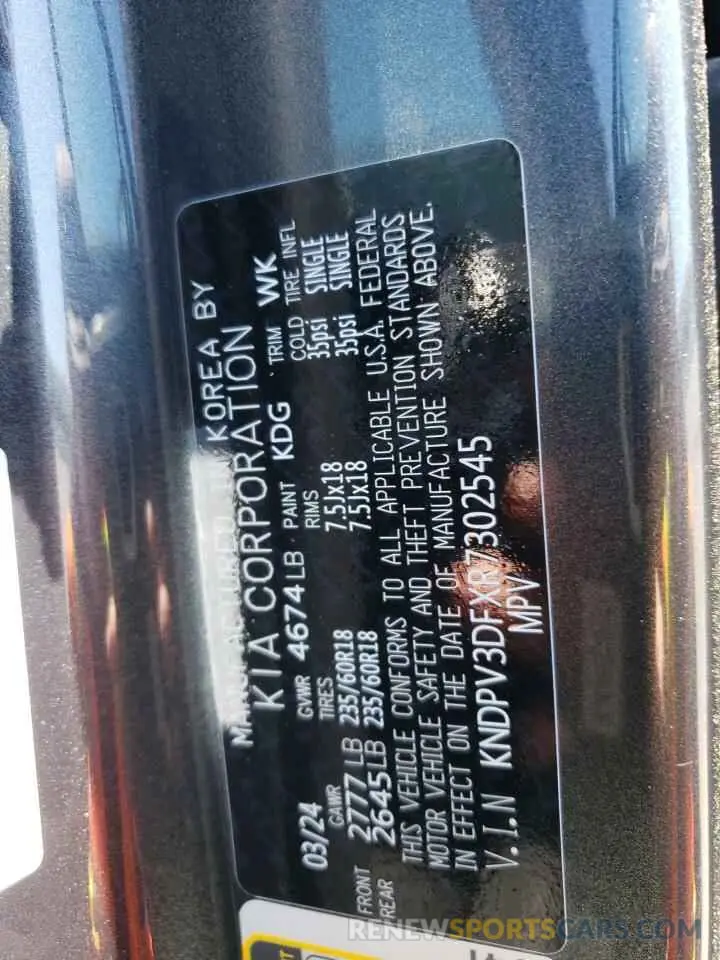 MANUFACTURED IN KOREA BY
KIA CORPORATION
03/24 GVWR 4674LB PAINT KDG TRIM WK
GAWR TIRES RIMS COLD TIRE INFL
FRONT 2777 LB 235/60R18 7.5Jx18 35psi SINGLE
REAR 2645LB 235/60R18 7.5Jx18 35psi SINGLE
THIS VEHICLE CONFORMS TO ALL APPLICABLE U.S.A. FEDERAL
MOTOR VEHICLE SAFETY AND THEFT PREVENTION STANDARDS
IN EFFECT ON THE DATE OF MANUFACTURE SHOWN ABOVE.
V.I.N KNDPV3DFXR7302545
MPV
RENEWSPORTSCARS.COM